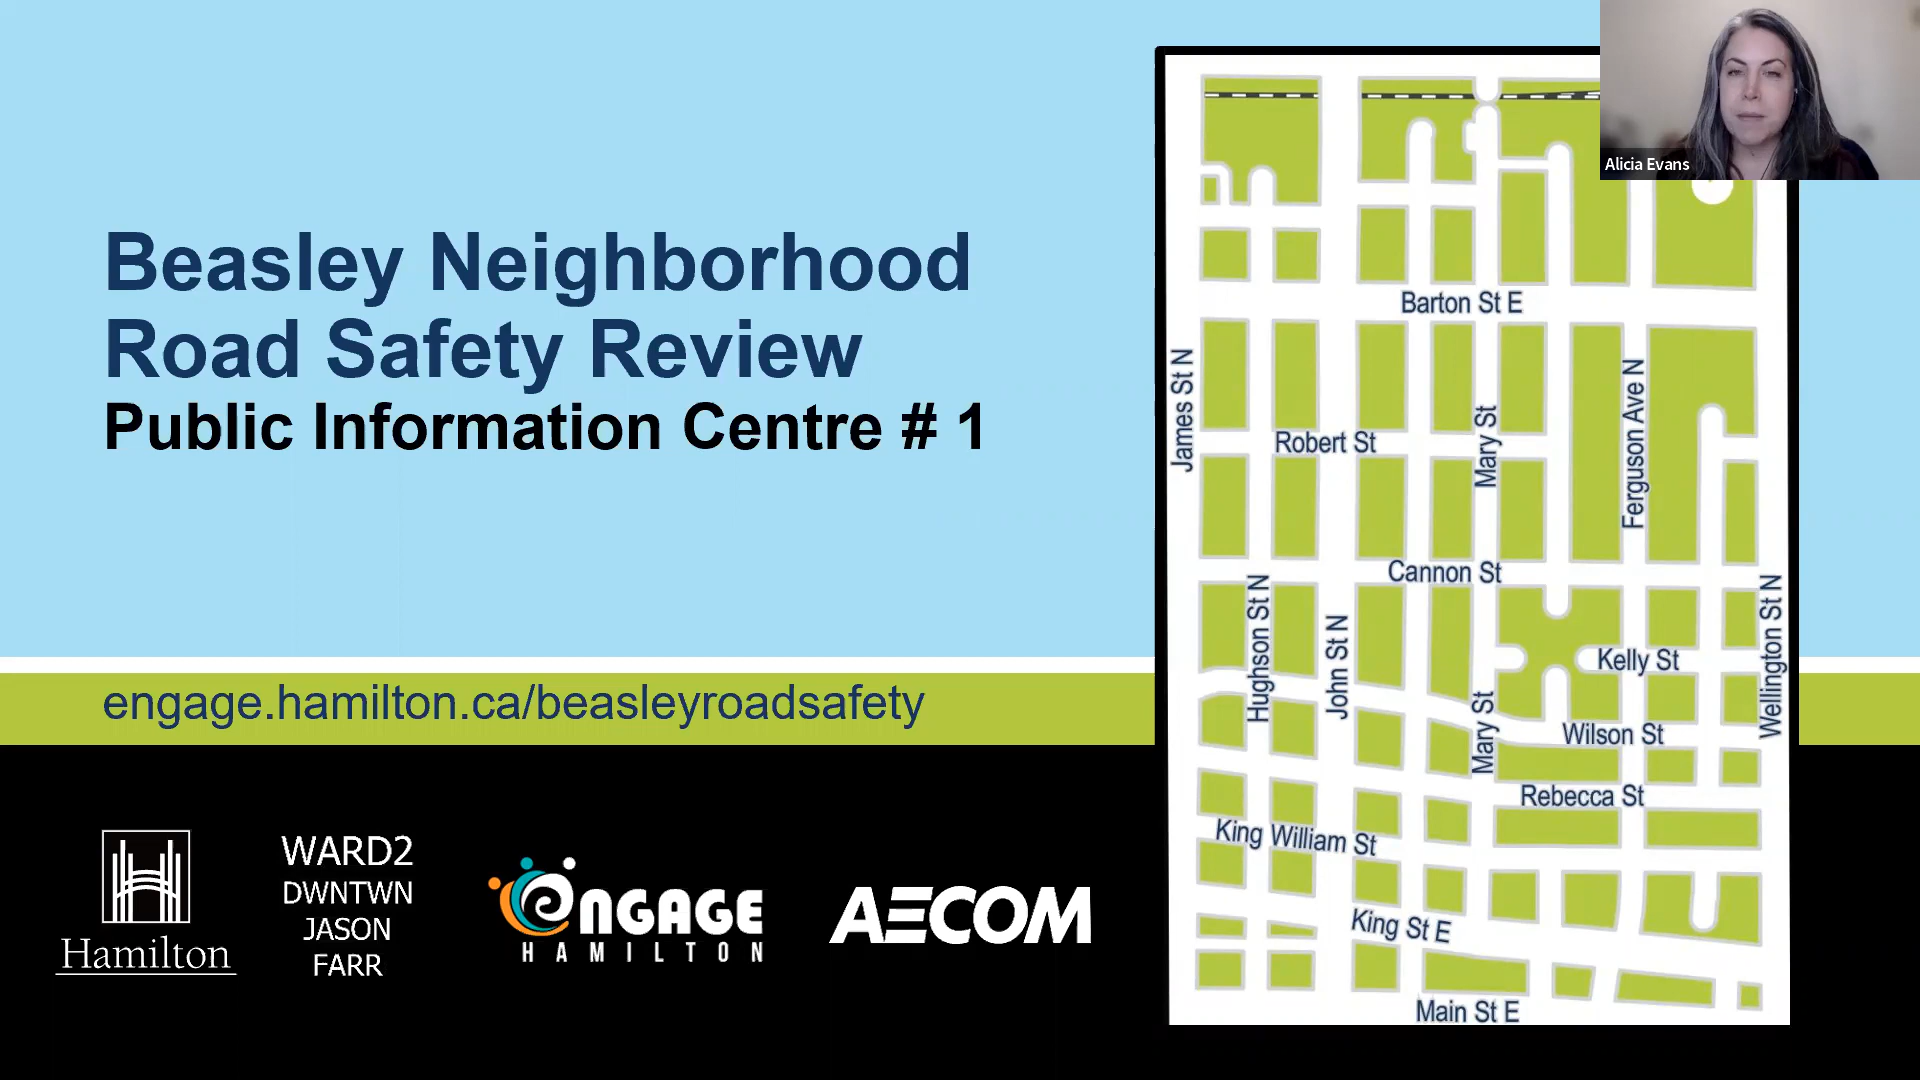 Beasley Neighborhood
Road Safety Review
Public Information Centre # 1
engage.hamilton.ca/beasleyroadsafety
Hamilton
WARD2
DWNTWN
JASON
FARR
eNGAGE
HAMILTON
AECOM
Alicia Evans
Barton St E
James St N
Robert St
Mary St
Ferguson Ave N
Cannon St
Hughson St N
John St N
Kelly St
Wellington St N
Mary St
Wilson St
Rebecca St
King William St
King St E
Main St E